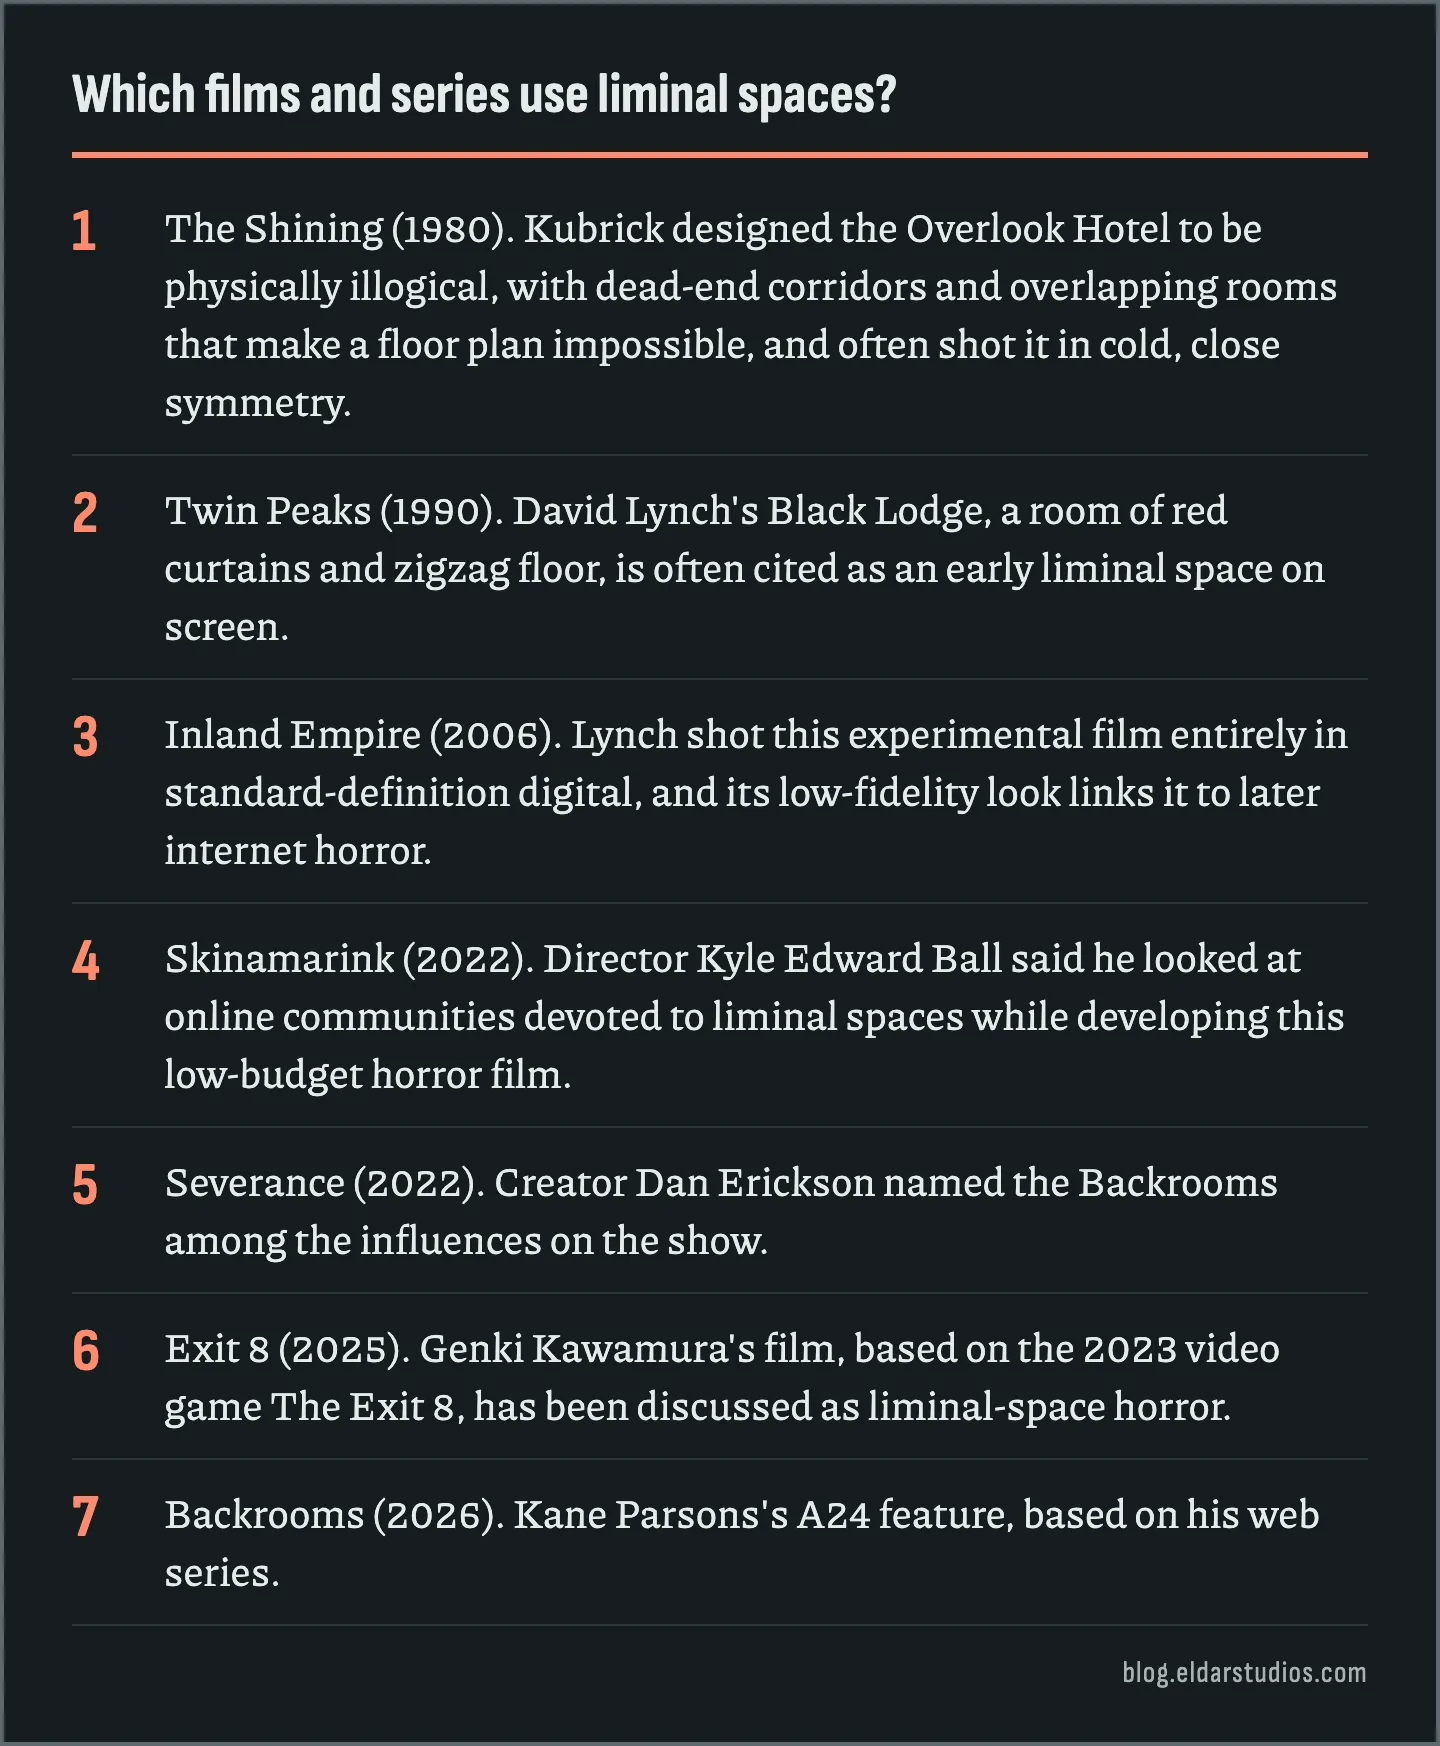 Which films and series use liminal spaces?
1 The Shining (1980). Kubrick designed the Overlook Hotel to be
physically illogical, with dead-end corridors and overlapping rooms
that make a floor plan impossible, and often shot it in cold, close
symmetry.
2 Twin Peaks (1990). David Lynch's Black Lodge, a room of red
curtains and zigzag floor, is often cited as an early liminal space on
screen.
3 Inland Empire (2006). Lynch shot this experimental film entirely in
standard-definition digital, and its low-fidelity look links it to later
internet horror.
4 Skinamarink (2022). Director Kyle Edward Ball said he looked at
online communities devoted to liminal spaces while developing this
low-budget horror film.
5 Severance (2022). Creator Dan Erickson named the Backrooms
among the influences on the show.
6 Exit 8 (2025). Genki Kawamura's film, based on the 2023 video
game The Exit 8, has been discussed as liminal-space horror.
7 Backrooms (2026). Kane Parsons's A24 feature, based on his web
series.
blog.eldarstudios.com